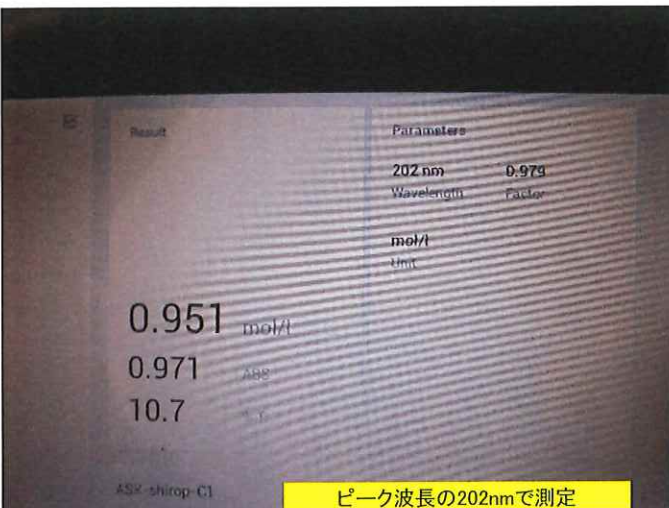 Result
Parameters
202 nm 0.979
Wavelength Factor
mol/l
Unit
0.951 mol/l
0.971 ABS
10.7
ASK-shirop-C1
ピーク波長の202nmで測定